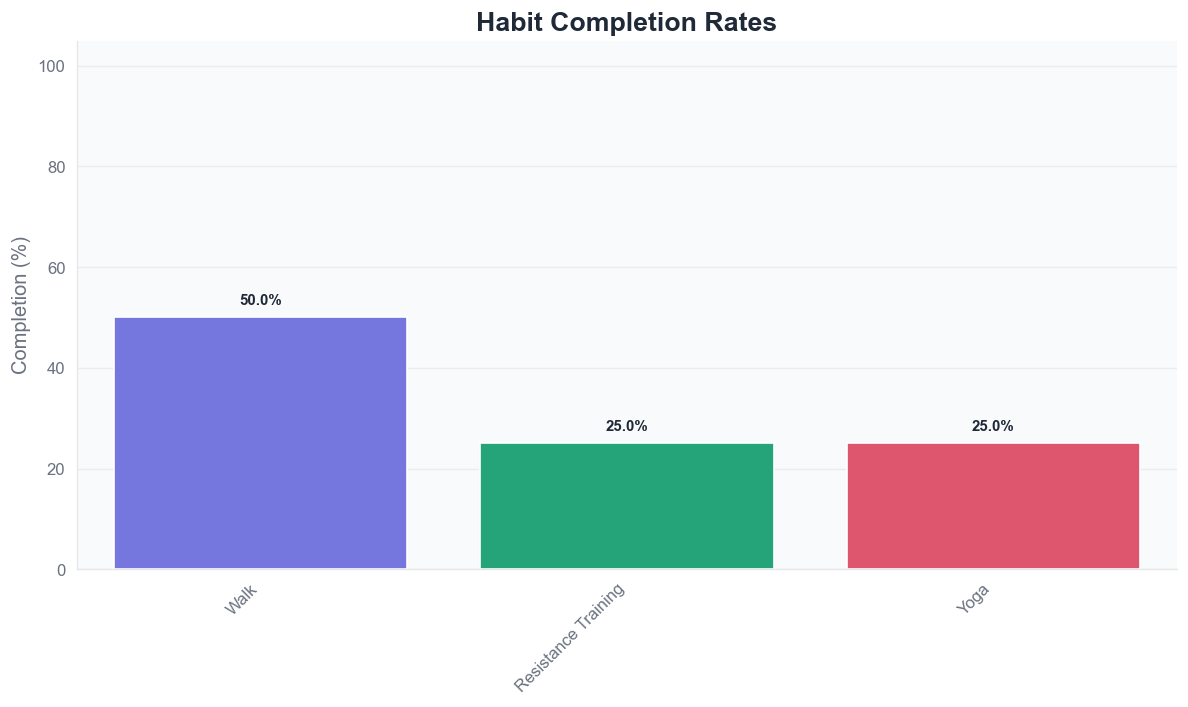 Habit Completion Rates
Completion (%)
100
80
60
40
20
0
50.0%
25.0%
25.0%
Walk
Resistance Training
Yoga